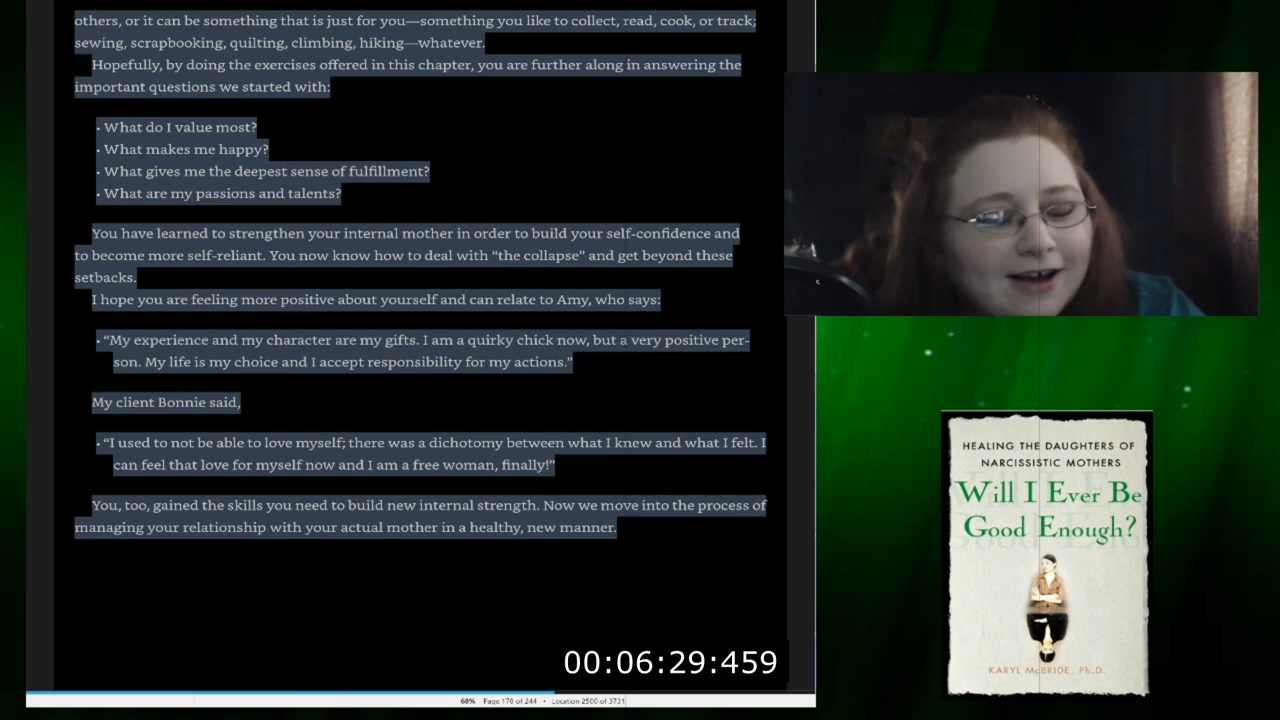 others, or it can be something that is just for you—something you like to collect, read, cook, or track;
sewing, scrapbooking, quilting, climbing, hiking—whatever.
Hopefully, by doing the exercises offered in this chapter, you are further along in answering the
important questions we started with:
• What do I value most?
• What makes me happy?
• What gives me the deepest sense of fulfillment?
• What are my passions and talents?
You have learned to strengthen your internal mother in order to build your self-confidence and
to become more self-reliant. You now know how to deal with “the collapse” and get beyond these
setbacks.
I hope you are feeling more positive about yourself and can relate to Amy, who says:
• “My experience and my character are my gifts. I am a quirky chick now, but a very positive per-
son. My life is my choice and I accept responsibility for my actions.”
My client Bonnie said,
• “I used to not be able to love myself; there was a dichotomy between what I knew and what I felt. I
can feel that love for myself now and I am a free woman, finally!”
You, too, gained the skills you need to build new internal strength. Now we move into the process of
managing your relationship with your actual mother in a healthy, new manner.
00:06:29:459
68% Page 178 of 244 • Location 2500 of 3731
HEALING THE DAUGHTERS OF
NARCISSISTIC MOTHERS
Will I Ever Be
Good Enough?
KARYL McBRIDE, Ph.D.